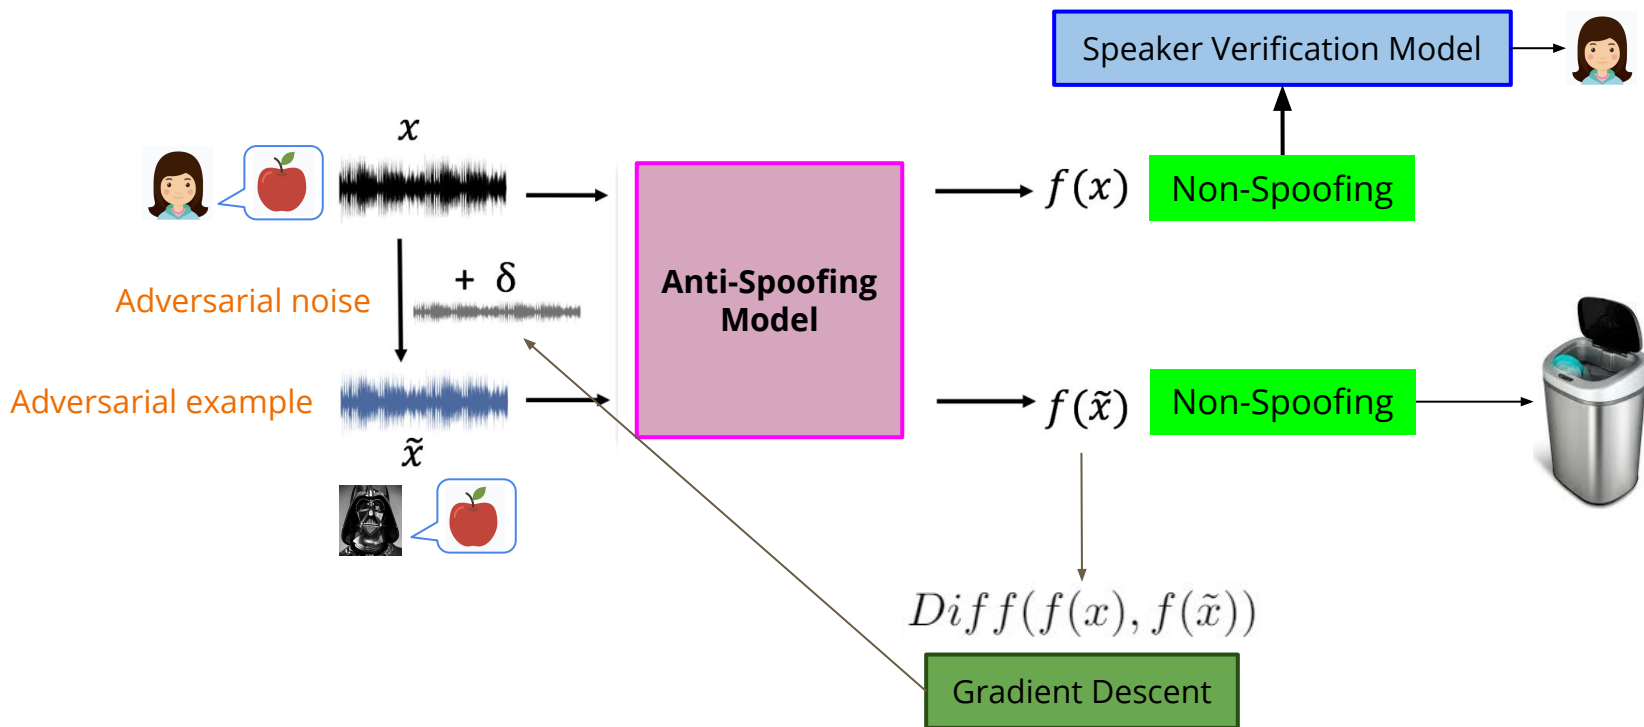 Speaker Verification Model
x
f(x)
Non-Spoofing
+ δ
Adversarial noise
Anti-Spoofing
Model
Adversarial example
x̃
f(x̃)
Non-Spoofing
Diff(f(x), f(x̃))
Gradient Descent